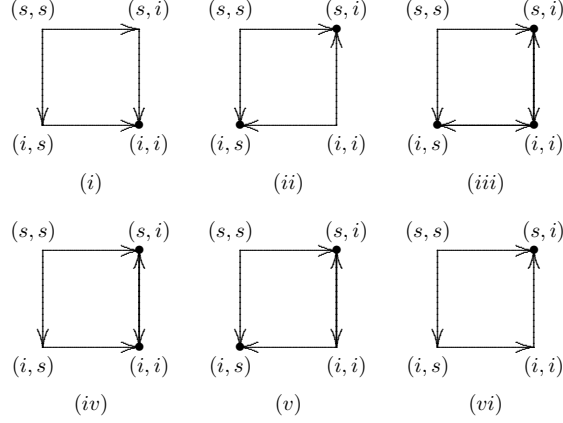 (s, s) (s, i) (s, s) (s, i) (s, s) (s, i)
(i, s) (i, i) (i, s) (i, i) (i, s) (i, i)
(i) (ii) (iii)
(s, s) (s, i) (s, s) (s, i) (s, s) (s, i)
(i, s) (i, i) (i, s) (i, i) (i, s) (i, i)
(iv) (v) (vi)